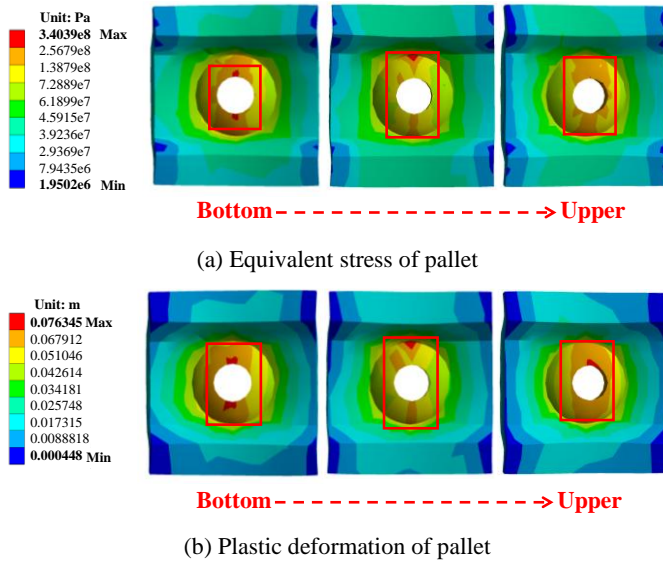 Unit: Pa
3.4039e8 Max
2.5679e8
1.3879e8
7.2889e7
6.1899e7
4.5915e7
3.9236e7
2.9369e7
7.9435e6
1.9502e6 Min
Bottom Upper
(a) Equivalent stress of pallet
Unit: m
0.076345 Max
0.067912
0.051046
0.042614
0.034181
0.025748
0.017315
0.0088818
0.000448 Min
Bottom Upper
(b) Plastic deformation of pallet